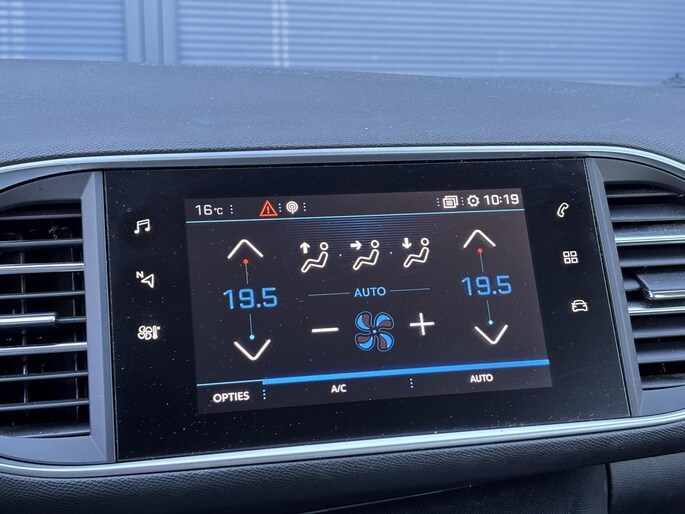 16°C 10:19
N
19.5 19.5
AUTO
OPTIES A/C AUTO